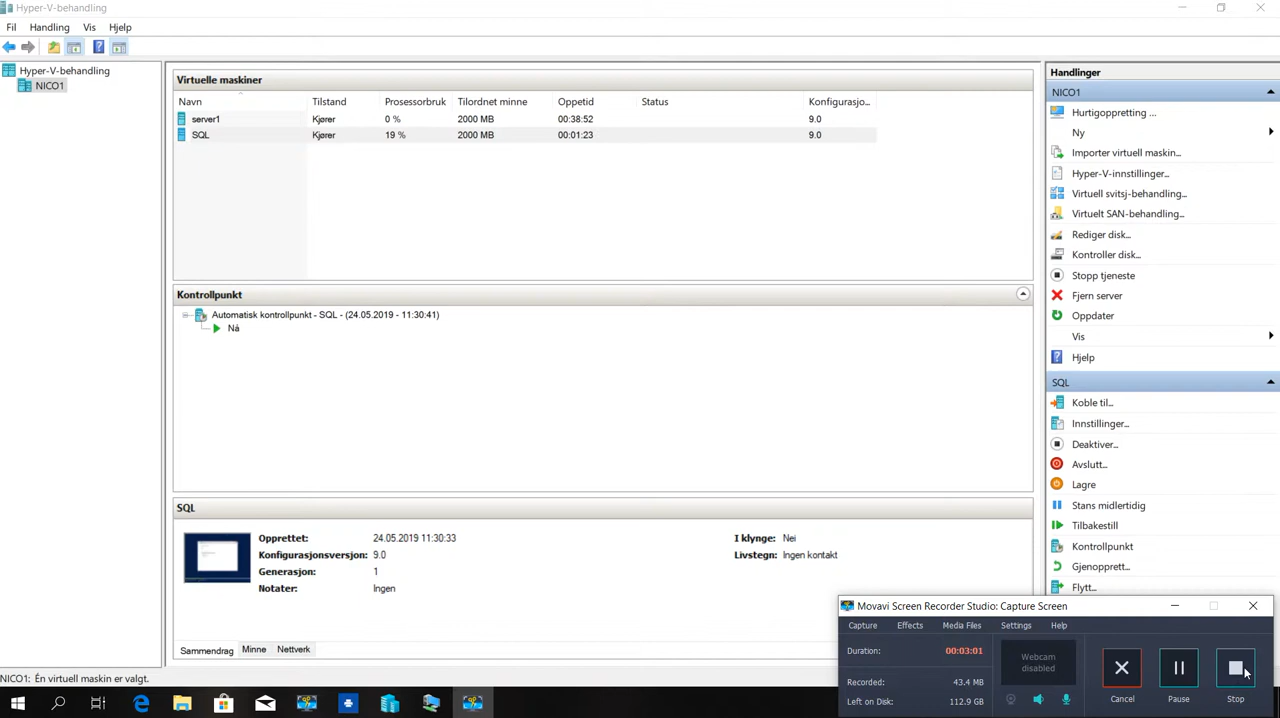 Hyper-V-behandling
Fil Handling Vis Hjelp
Hyper-V-behandling
NICO1
Virtuelle maskiner
Navn Tilstand Prosessorbruk Tilordnet minne Oppetid Status Konfigurasjo...
server1 Kjører 0 % 2000 MB 00:38:52 9.0
SQL Kjører 19 % 2000 MB 00:01:23 9.0
Kontrollpunkt
Automatisk kontrollpunkt - SQL - (24.05.2019 - 11:30:41)
Nå
SQL
Opprettet: 24.05.2019 11:30:33 I klynge: Nei
Konfigurasjonsversjon: 9.0 Livstegn: Ingen kontakt
Generasjon: 1
Notater: Ingen
Sammendrag Minne Nettverk
NICO1: Én virtuell maskin er valgt.
Handlinger
NICO1
Hurtigoppretting ...
Ny
Importer virtuell maskin...
Hyper-V-innstillinger...
Virtuell svitsj-behandling...
Virtuelt SAN-behandling...
Rediger disk...
Kontroller disk...
Stopp tjeneste
Fjern server
Oppdater
Vis
Hjelp
SQL
Koble til...
Innstillinger...
Deaktiver...
Avslutt...
Lagre
Stans midlertidig
Tilbakestill
Kontrollpunkt
Gjenopprett...
Flytt...
Movavi Screen Recorder Studio: Capture Screen
Capture Effects Media Files Settings Help
Duration: 00:03:01
Recorded: 43.4 MB
Left on Disk: 112.9 GB
Webcam
disabled
Cancel Pause Stop